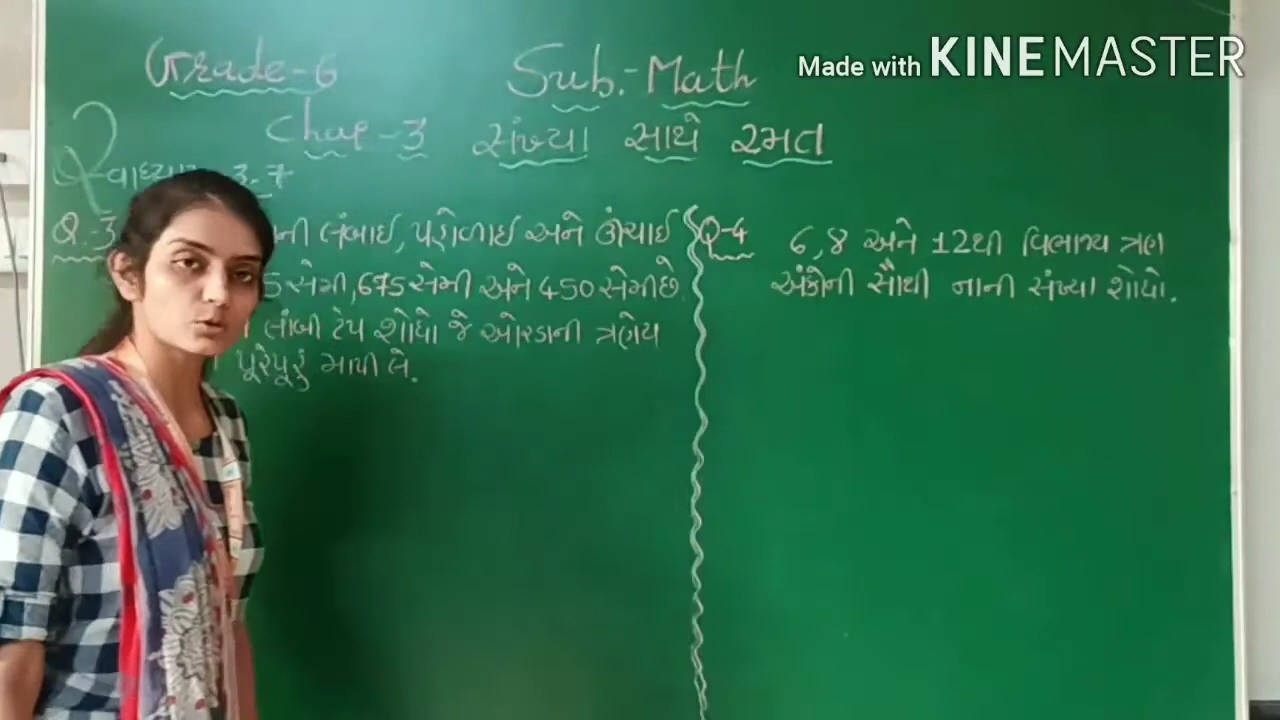 Made with KINEMASTER
Grade-6 Sub.-Math
Chap-3 સંખ્યા સાથે રમત
3.7
Q.-3 ની લંબાઈ, પહોળાઈ અને ઊંચાઈ
5 સેમી, 675 સેમી અને 450 સેમી છે.
લાંબી ટેપ શોધો જે ઓરડાની ત્રણેય
પૂરેપૂરું માપી લે.
Q-4 6, 8 અને 12થી વિભાજ્ય ત્રણ
અંકોની સૌથી નાની સંખ્યા શોધો.